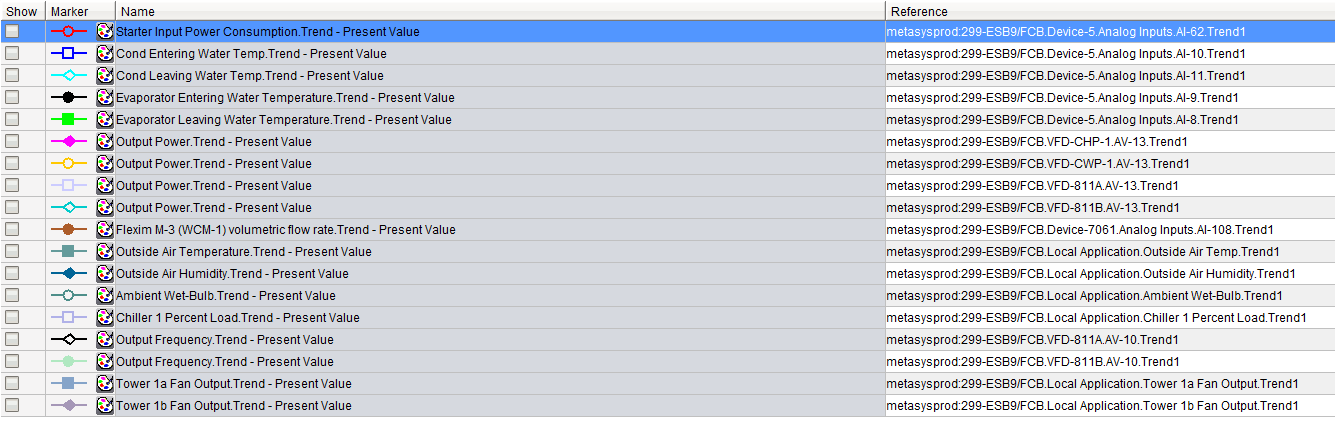 Show Marker Name Reference
Starter Input Power Consumption.Trend - Present Value metasysprod:299-ESB9/FCB.Device-5.Analog Inputs.AI-62.Trend1
Cond Entering Water Temp.Trend - Present Value metasysprod:299-ESB9/FCB.Device-5.Analog Inputs.AI-10.Trend1
Cond Leaving Water Temp.Trend - Present Value metasysprod:299-ESB9/FCB.Device-5.Analog Inputs.AI-11.Trend1
Evaporator Entering Water Temperature.Trend - Present Value metasysprod:299-ESB9/FCB.Device-5.Analog Inputs.AI-9.Trend1
Evaporator Leaving Water Temperature.Trend - Present Value metasysprod:299-ESB9/FCB.Device-5.Analog Inputs.AI-8.Trend1
Output Power.Trend - Present Value metasysprod:299-ESB9/FCB.VFD-CHP-1.AV-13.Trend1
Output Power.Trend - Present Value metasysprod:299-ESB9/FCB.VFD-CWP-1.AV-13.Trend1
Output Power.Trend - Present Value metasysprod:299-ESB9/FCB.VFD-811A.AV-13.Trend1
Output Power.Trend - Present Value metasysprod:299-ESB9/FCB.VFD-811B.AV-13.Trend1
Flexim M-3 (WCM-1) volumetric flow rate.Trend - Present Value metasysprod:299-ESB9/FCB.Device-7061.Analog Inputs.AI-108.Trend1
Outside Air Temperature.Trend - Present Value metasysprod:299-ESB9/FCB.Local Application.Outside Air Temp.Trend1
Outside Air Humidity.Trend - Present Value metasysprod:299-ESB9/FCB.Local Application.Outside Air Humidity.Trend1
Ambient Wet-Bulb.Trend - Present Value metasysprod:299-ESB9/FCB.Local Application.Ambient Wet-Bulb.Trend1
Chiller 1 Percent Load.Trend - Present Value metasysprod:299-ESB9/FCB.Local Application.Chiller 1 Percent Load.Trend1
Output Frequency.Trend - Present Value metasysprod:299-ESB9/FCB.VFD-811A.AV-10.Trend1
Output Frequency.Trend - Present Value metasysprod:299-ESB9/FCB.VFD-811B.AV-10.Trend1
Tower 1a Fan Output.Trend - Present Value metasysprod:299-ESB9/FCB.Local Application.Tower 1a Fan Output.Trend1
Tower 1b Fan Output.Trend - Present Value metasysprod:299-ESB9/FCB.Local Application.Tower 1b Fan Output.Trend1